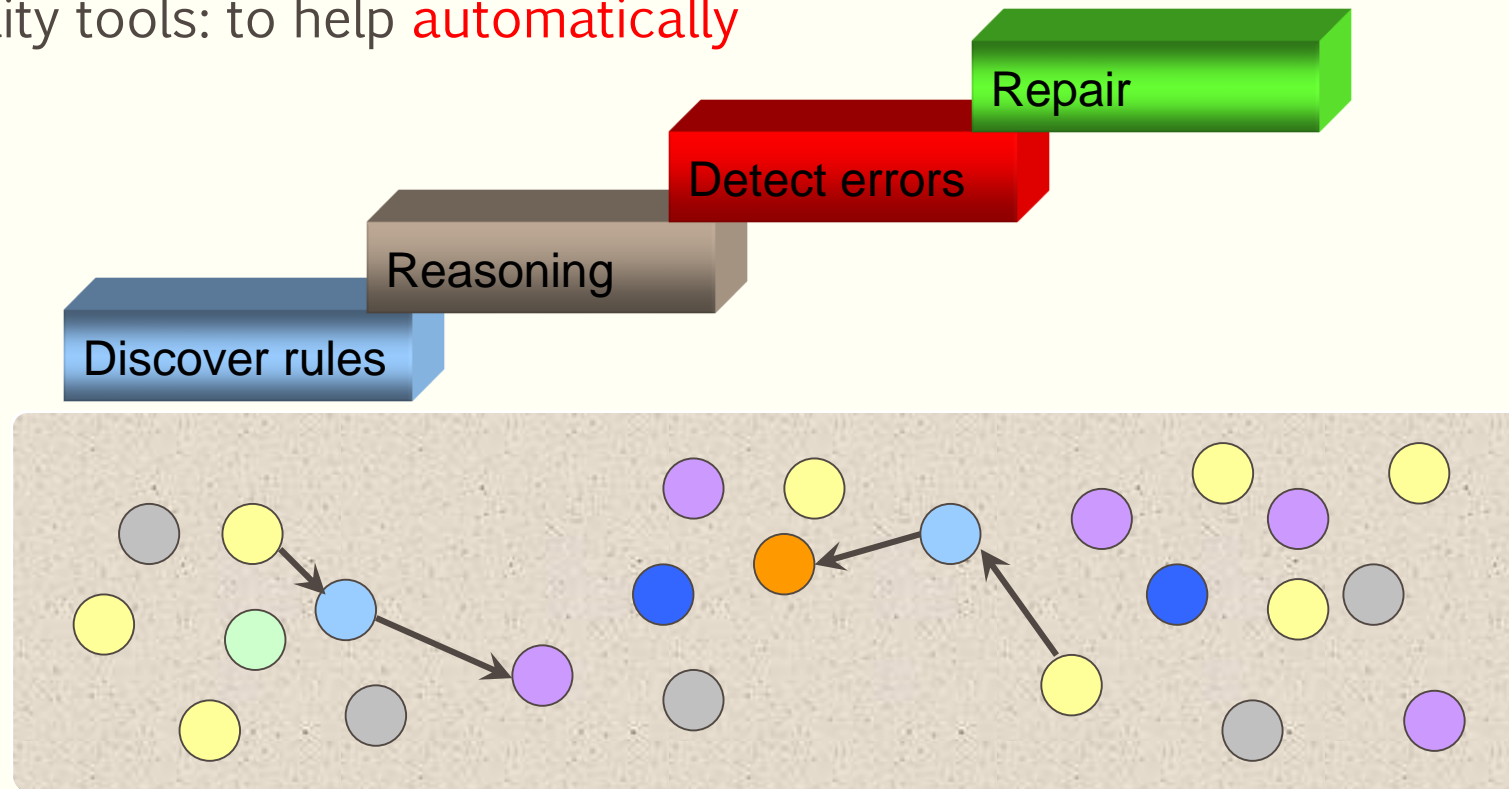 ity tools: to help automatically
Repair
Detect errors
Reasoning
Discover rules